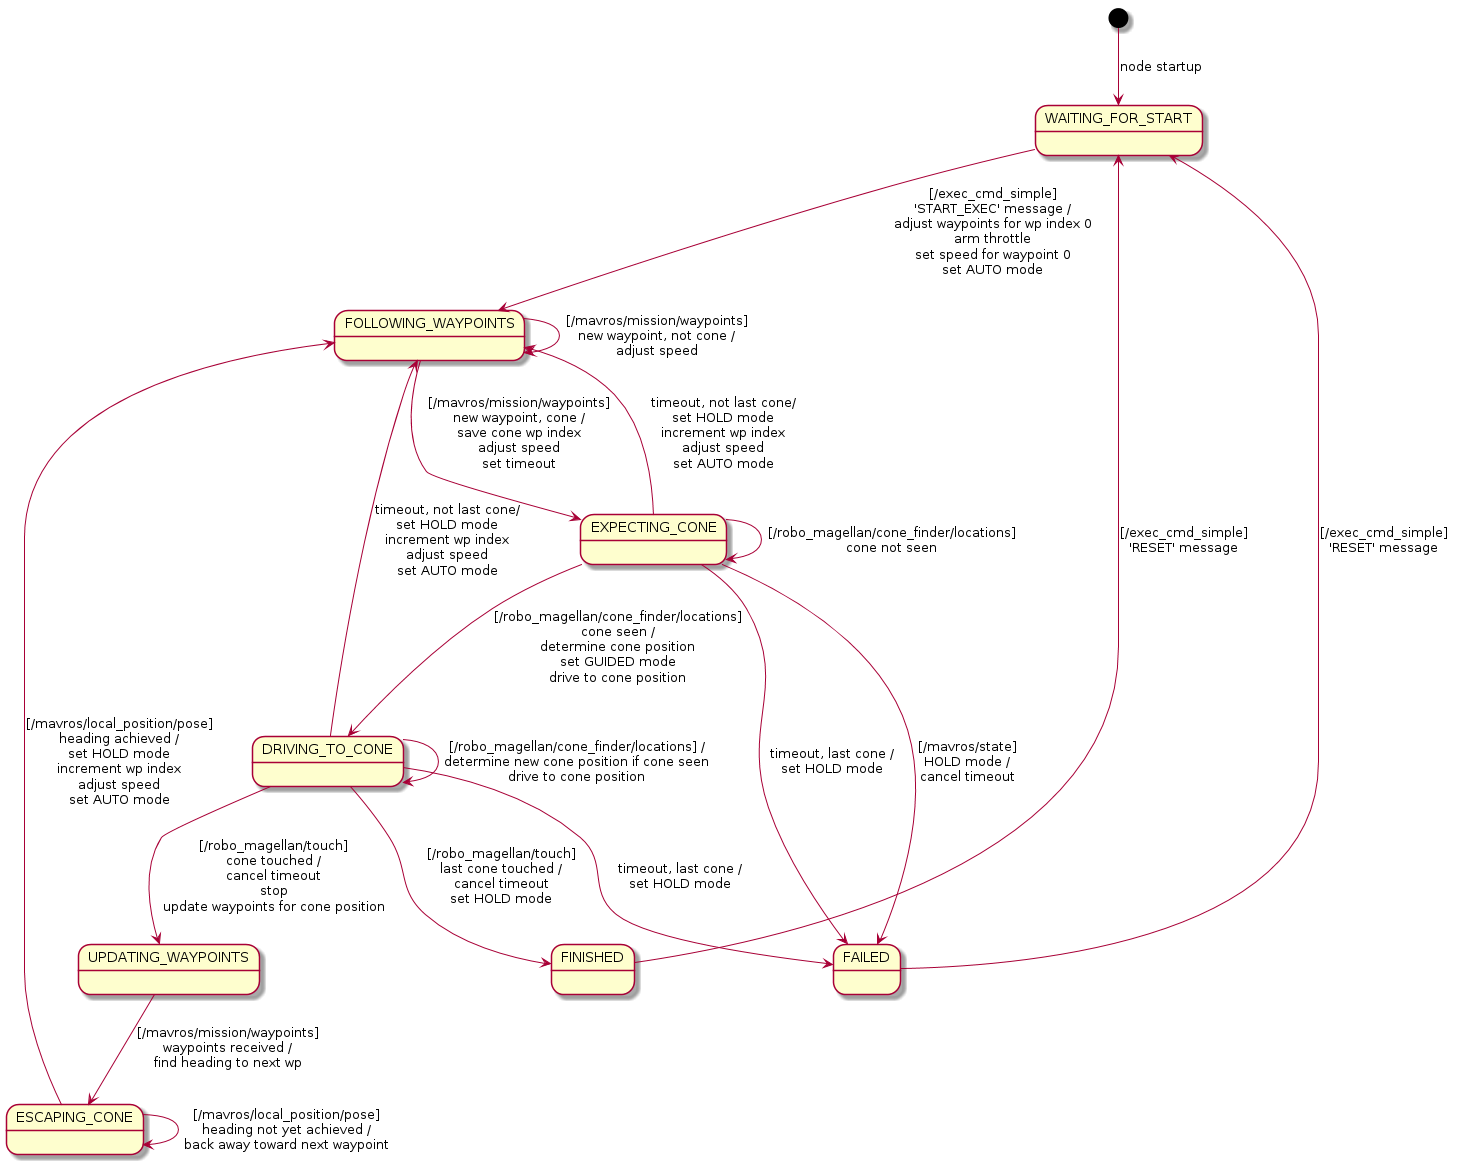 node startup
WAITING_FOR_START
[/exec_cmd_simple]
'START_EXEC' message /
adjust waypoints for wp index 0
arm throttle
set speed for waypoint 0
set AUTO mode
FOLLOWING_WAYPOINTS
[/mavros/mission/waypoints]
new waypoint, not cone /
adjust speed
[/mavros/mission/waypoints]
new waypoint, cone /
save cone wp index
adjust speed
set timeout
timeout, not last cone/
set HOLD mode
increment wp index
adjust speed
set AUTO mode
timeout, not last cone/
set HOLD mode
increment wp index
adjust speed
set AUTO mode
EXPECTING_CONE
[/robo_magellan/cone_finder/locations]
cone not seen
[/exec_cmd_simple]
'RESET' message
[/exec_cmd_simple]
'RESET' message
[/robo_magellan/cone_finder/locations]
cone seen /
determine cone position
set GUIDED mode
drive to cone position
[/mavros/local_position/pose]
heading achieved /
set HOLD mode
increment wp index
adjust speed
set AUTO mode
DRIVING_TO_CONE
[/robo_magellan/cone_finder/locations] /
determine new cone position if cone seen
drive to cone position
timeout, last cone /
set HOLD mode
[/mavros/state]
HOLD mode /
cancel timeout
[/robo_magellan/touch]
cone touched /
cancel timeout
stop
update waypoints for cone position
[/robo_magellan/touch]
last cone touched /
cancel timeout
set HOLD mode
timeout, last cone /
set HOLD mode
UPDATING_WAYPOINTS
FINISHED
FAILED
[/mavros/mission/waypoints]
waypoints received /
find heading to next wp
ESCAPING_CONE
[/mavros/local_position/pose]
heading not yet achieved /
back away toward next waypoint